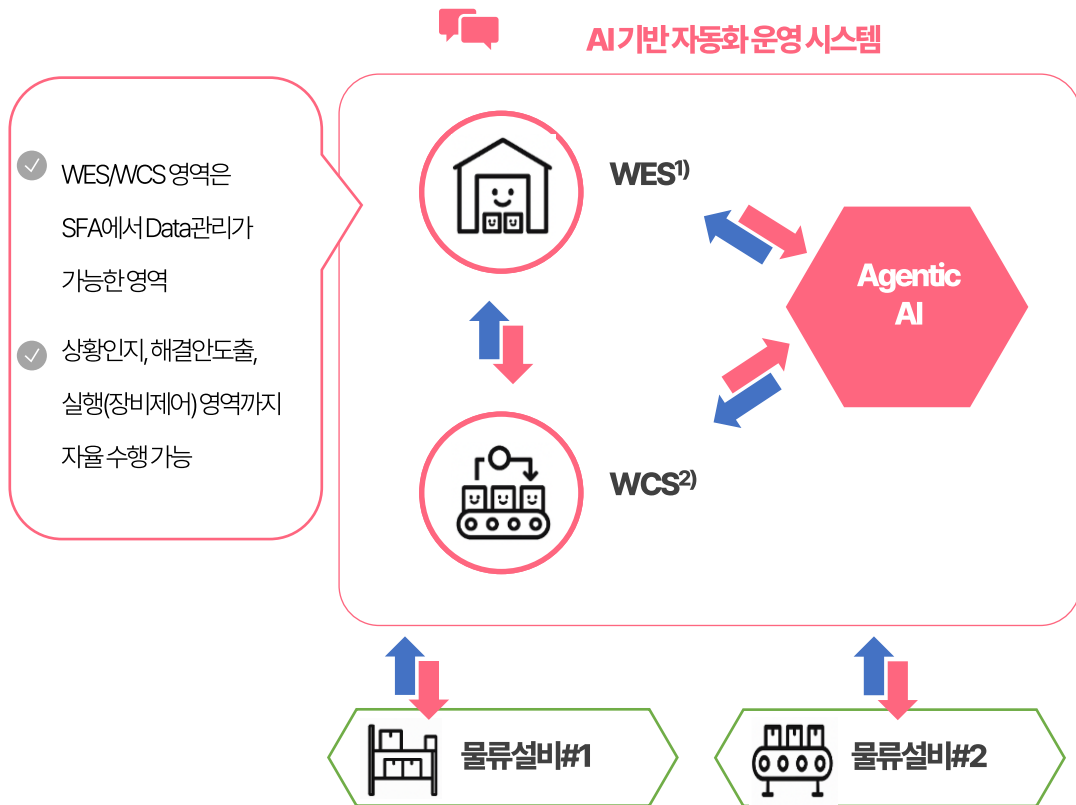 AI 기반 자동화 운영 시스템
WES/WCS 영역은
SFA에서 Data관리가
가능한 영역
상황인지, 해결안도출,
실행(장비제어) 영역까지
자율 수행 가능
WES1)
Agentic
AI
WCS2)
물류설비#1
물류설비#2